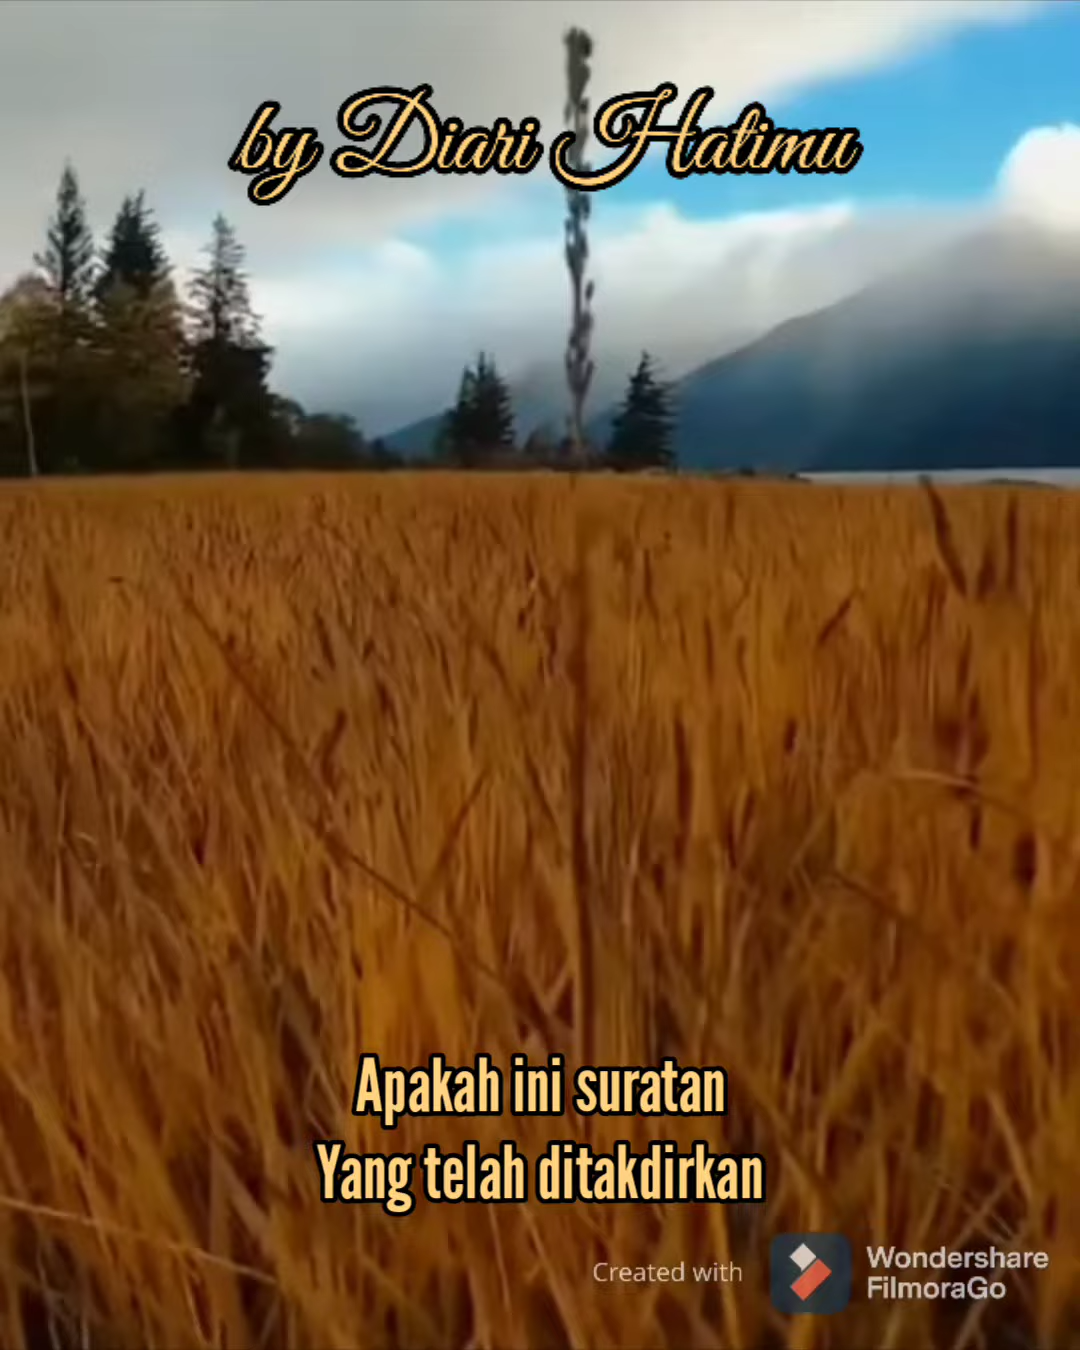 by Diari Hatimu
Apakah ini suratan
Yang telah ditakdirkan
Created with
Wondershare
FilmoraGo